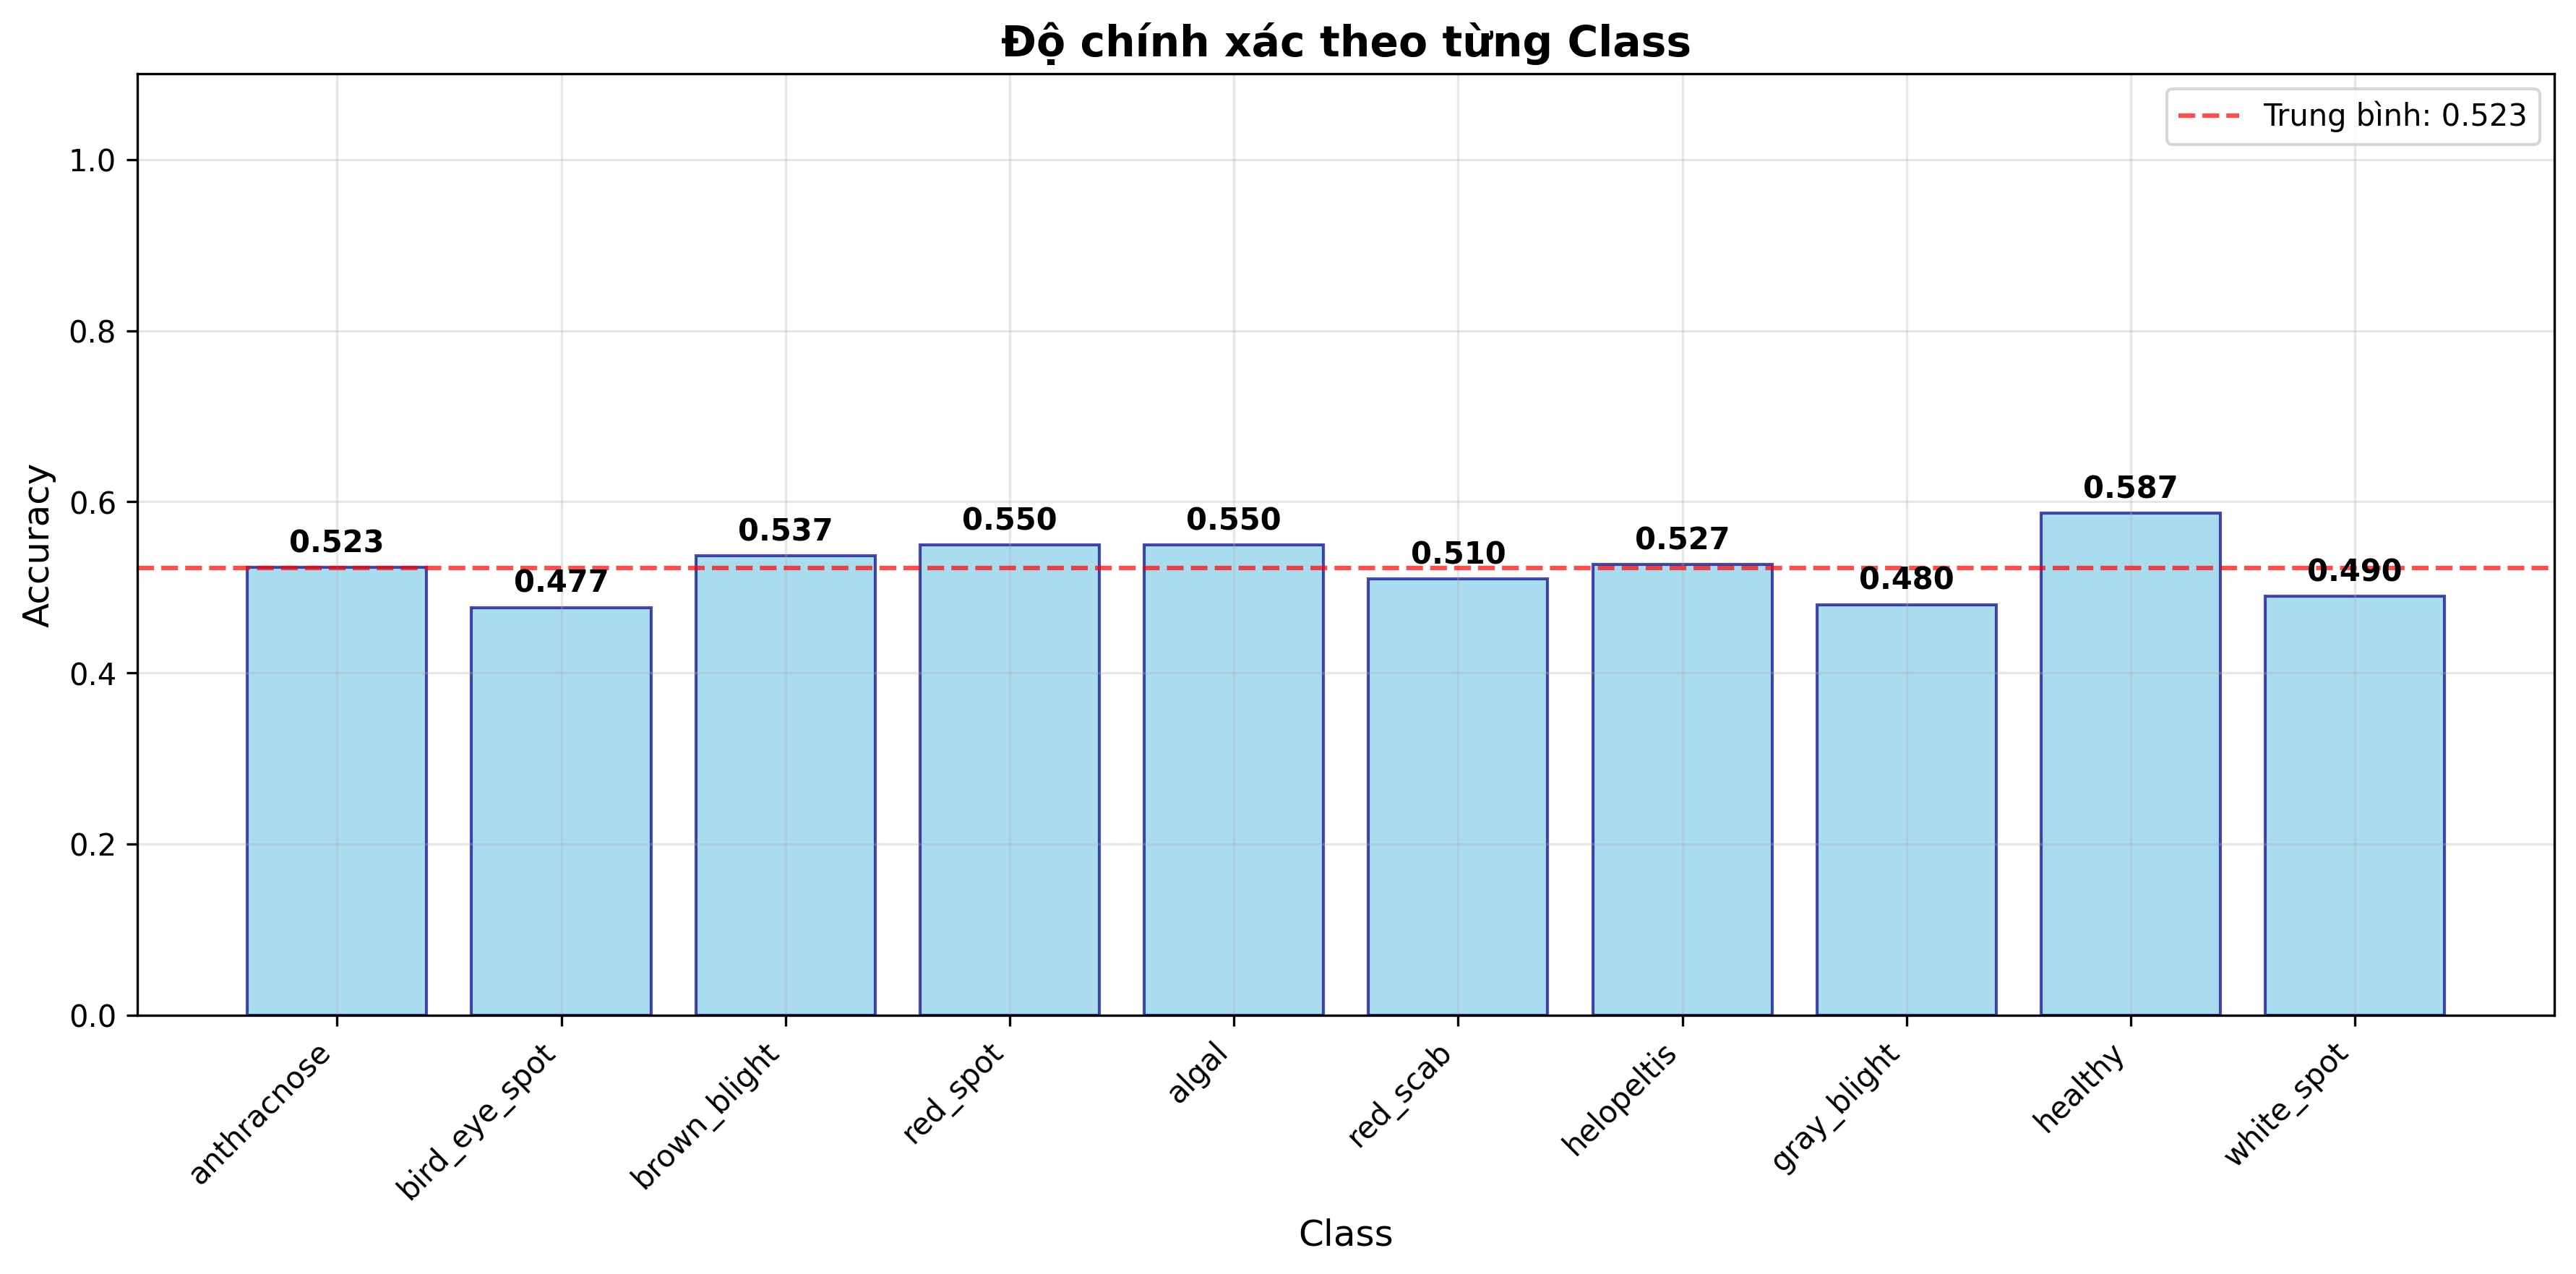 Độ chính xác theo từng Class
Trung bình: 0.523
Accuracy
1.0
0.8
0.6
0.4
0.2
0.0
0.523
0.477
0.537
0.550
0.550
0.510
0.527
0.480
0.587
0.490
anthracnose
bird_eye_spot
brown_blight
red_spot
algal
red_scab
helopeltis
gray_blight
healthy
white_spot
Class